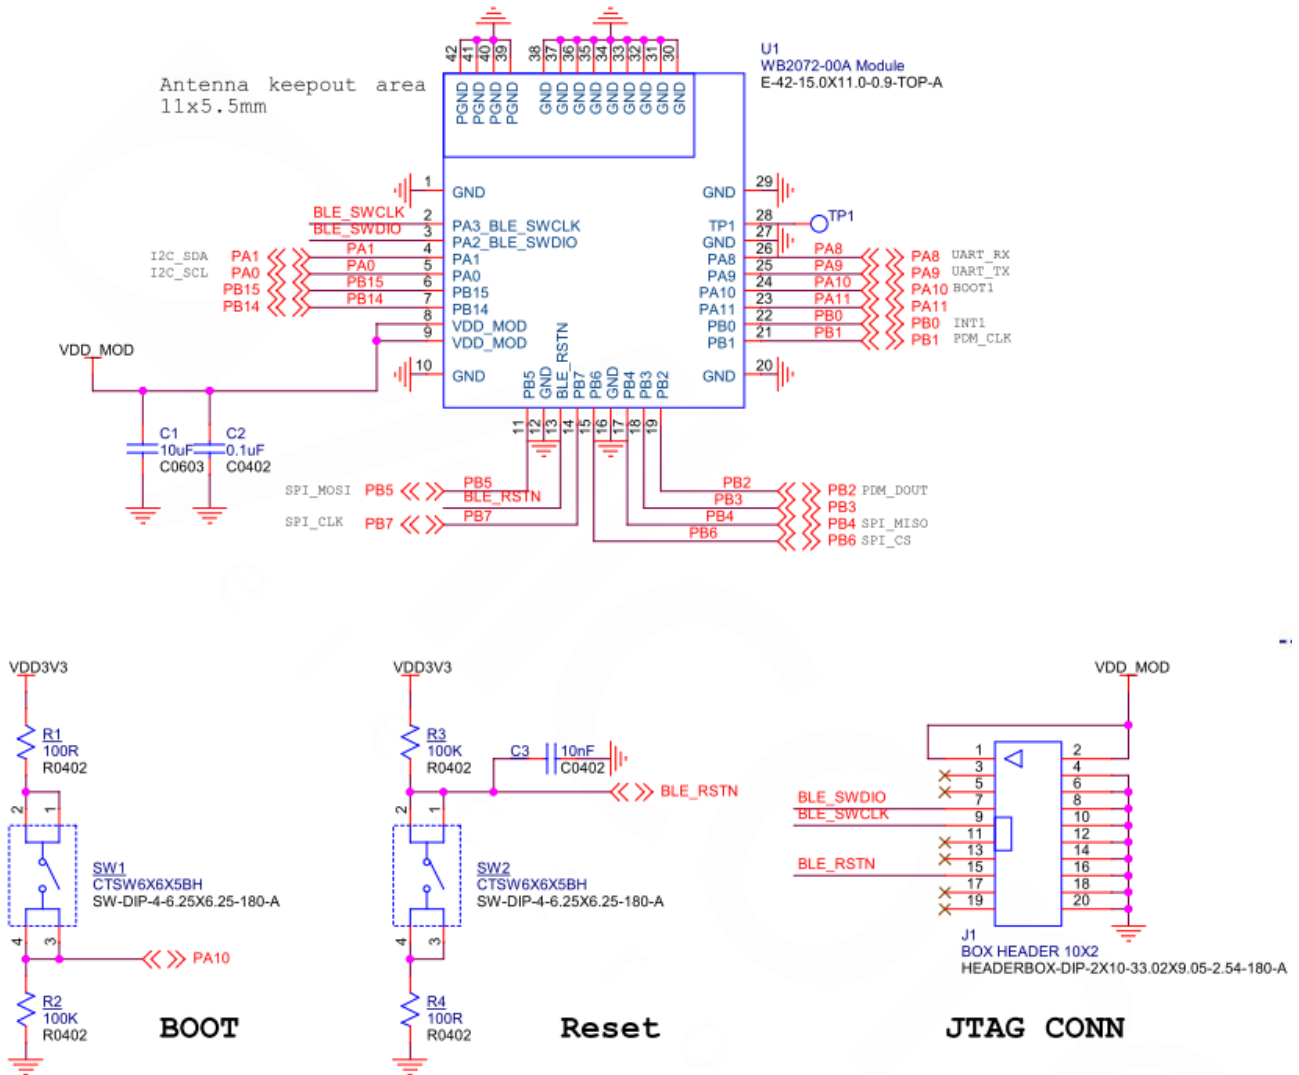 42
41
40
39
38
37
36
35
34
33
32
31
30
PGND
PGND
PGND
PGND
GND
GND
GND
GND
GND
GND
GND
GND
GND
U1
WB2072-00A Module
E-42-15.0X11.0-0.9-TOP-A
Antenna keepout area
11x5.5mm
1 GND
BLE_SWCLK 2 PA3_BLE_SWCLK
BLE_SWDIO 3 PA2_BLE_SWDIO
I2C_SDA PA1 PA1 4 PA1
I2C_SCL PA0 PA0 5 PA0
PB15 PB15 6 PB15
PB14 PB14 7 PB14
8 VDD_MOD
9 VDD_MOD
10 GND
GND 29
TP1 28 TP1
GND 27
PA8 26 PA8 PA8 UART_RX
PA9 25 PA9 PA9 UART_TX
PA10 24 PA10 PA10 BOOT1
PA11 23 PA11 PA11
PB0 22 PB0 PB0 INT1
PB1 21 PB1 PB1 PDM_CLK
GND 20
VDD_MOD
C1
10uF
C0603
C2
0.1uF
C0402
PB5
GND
BLE_RSTN
PB7
PB6
GND
PB4
PB3
PB2
11
12
13
14
15
16
17
18
19
SPI_MOSI PB5 PB5
BLE_RSTN
SPI_CLK PB7 PB7
PB2 PB2 PDM_DOUT
PB3 PB3
PB4 PB4 SPI_MISO
PB6 PB6 SPI_CS
VDD3V3
R1
100R
R0402
2 1
SW1
CTSW6X6X5BH
SW-DIP-4-6.25X6.25-180-A
4 3
PA10
R2
100K
R0402
BOOT
VDD3V3
R3
100K
R0402
C3 10nF
C0402
BLE_RSTN
2 1
SW2
CTSW6X6X5BH
SW-DIP-4-6.25X6.25-180-A
4 3
R4
100R
R0402
Reset
VDD_MOD
1 2
3 4
5 6
BLE_SWDIO 7 8
BLE_SWCLK 9 10
11 12
13 14
BLE_RSTN 15 16
17 18
19 20
J1
BOX HEADER 10X2
HEADERBOX-DIP-2X10-33.02X9.05-2.54-180-A
JTAG CONN